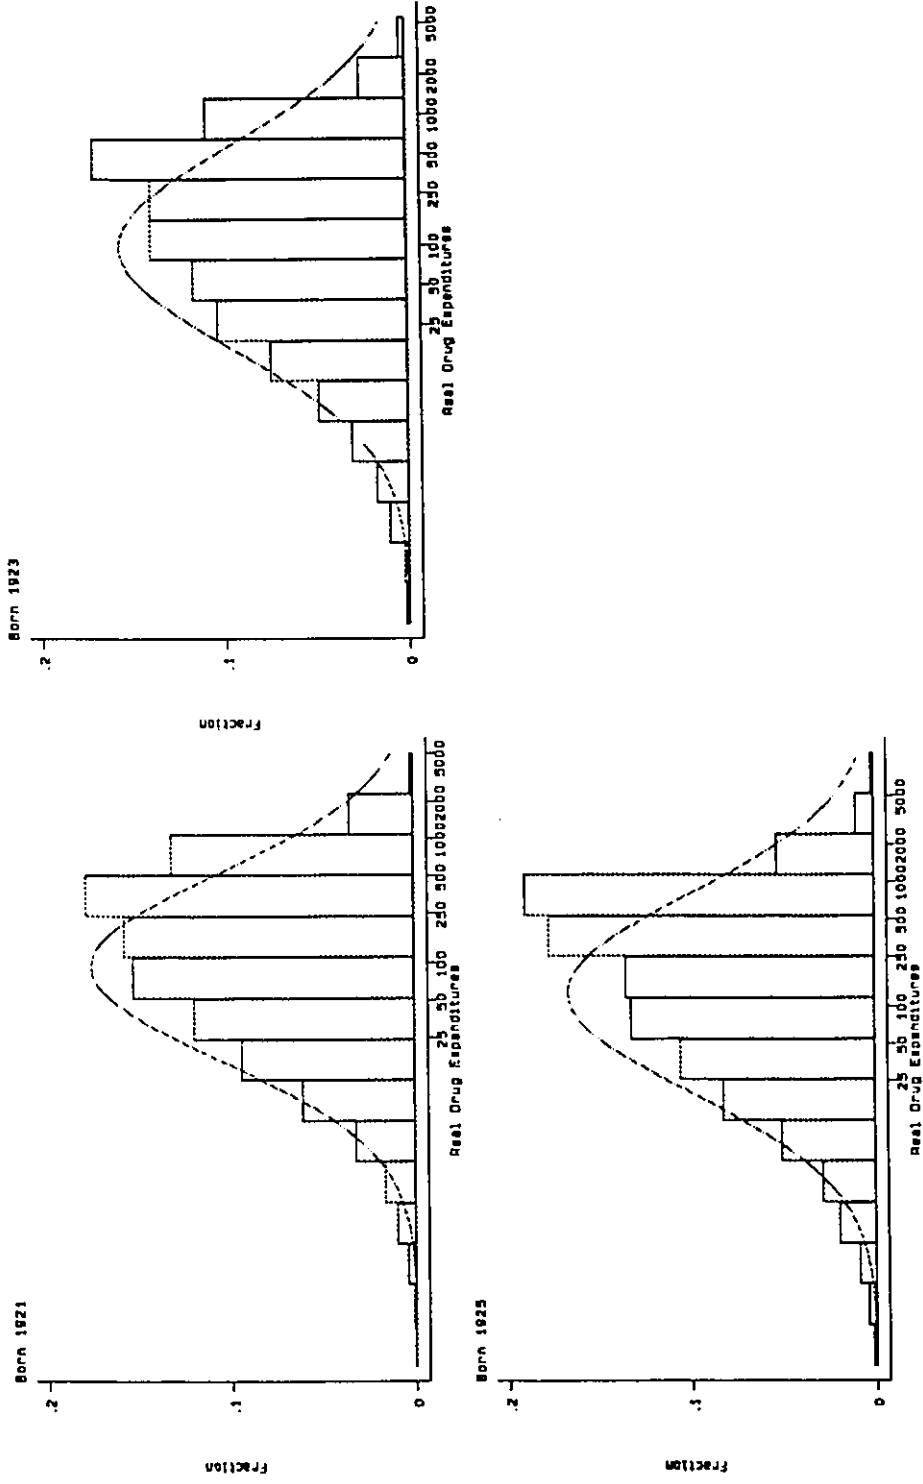 Born 1921
.2
.1
0
Fraction
25 50 100 250 500 1000 2000 5000
Real Drug Expenditures
Born 1923
.2
.1
0
Fraction
25 50 100 250 500 1000 2000 5000
Real Drug Expenditures
Born 1925
.2
.1
0
Fraction
25 50 100 250 500 1000 2000 5000
Real Drug Expenditures